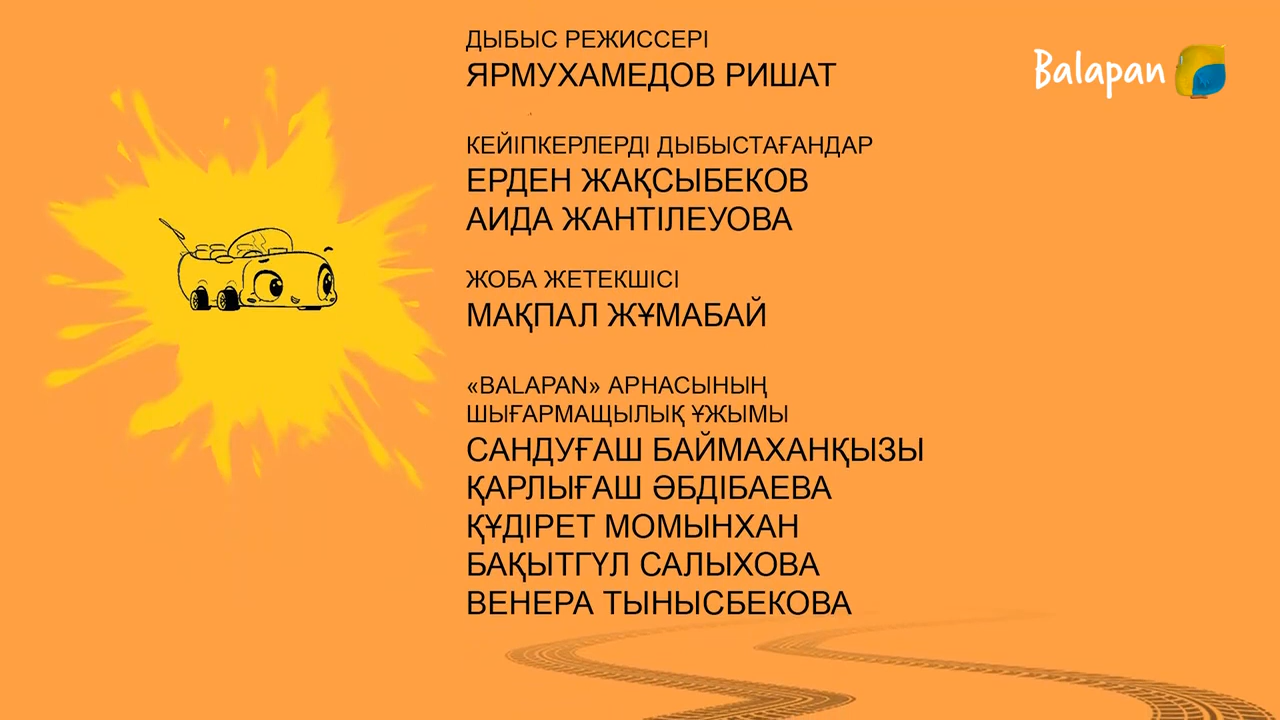 ДЫБЫС РЕЖИССЕРІ
ЯРМУХАМЕДОВ РИШАТ
Balapan
КЕЙІПКЕРЛЕРДІ ДЫБЫСТАҒАНДАР
ЕРДЕН ЖАҚСЫБЕКОВ
АИДА ЖАНТІЛЕУОВА
ЖОБА ЖЕТЕКШІСІ
МАҚПАЛ ЖҰМАБАЙ
«BALAPAN» АРНАСЫНЫҢ
ШЫҒАРМАЩЫЛЫҚ ҰЖЫМЫ
САНДУҒАШ БАЙМАХАНҚЫЗЫ
ҚАРЛЫҒАШ ӘБДІБАЕВА
ҚҰДІРЕТ МОМЫНХАН
БАҚЫТГҮЛ САЛЫХОВА
ВЕНЕРА ТЫНЫСБЕКОВА